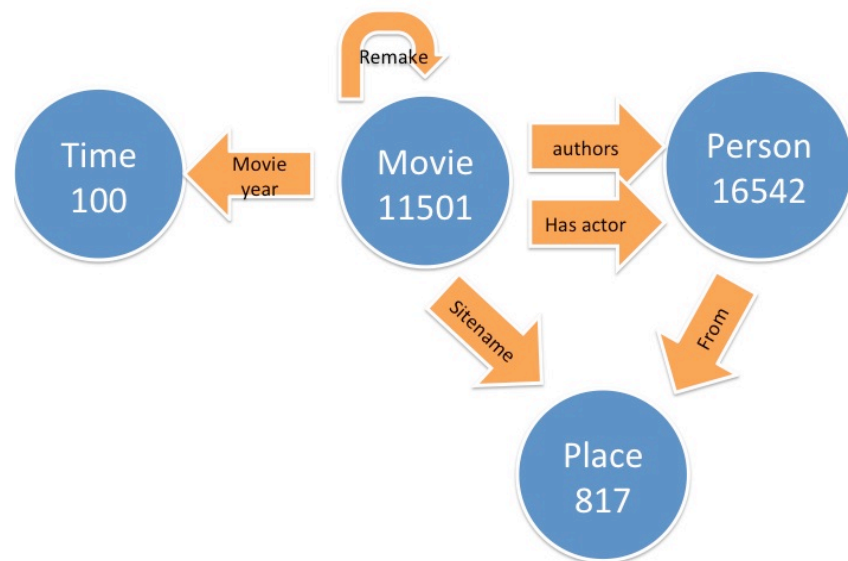 Remake
Time
100
Movie
year
Movie
11501
authors
Has actor
Person
16542
Sitename
From
Place
817